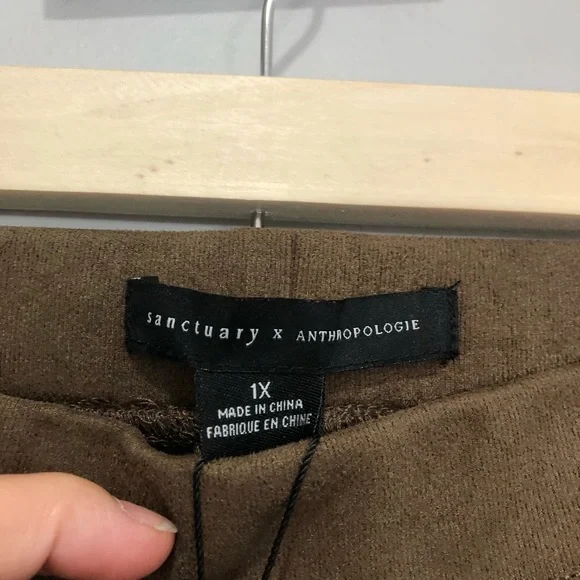 sanctuary x ANTHROPOLOGIE
1X
MADE IN CHINA
FABRIQUE EN CHINE